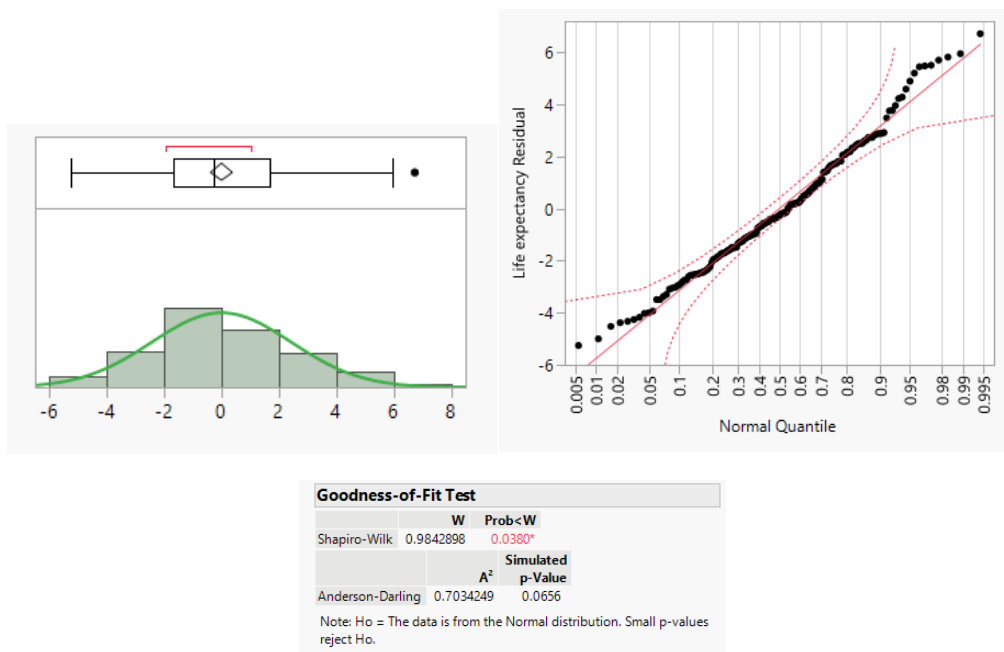 -6 -4 -2 0 2 4 6 8
Life expectancy Residual
6
4
2
0
-2
-4
-6
0.005 0.01 0.02 0.05 0.1 0.2 0.3 0.4 0.5 0.6 0.7 0.8 0.9 0.95 0.98 0.99 0.995
Normal Quantile
Goodness-of-Fit Test
W Prob<W
Shapiro-Wilk 0.9842898 0.0380*
Simulated
A² p-Value
Anderson-Darling 0.7034249 0.0656
Note: Ho = The data is from the Normal distribution. Small p-values
reject Ho.